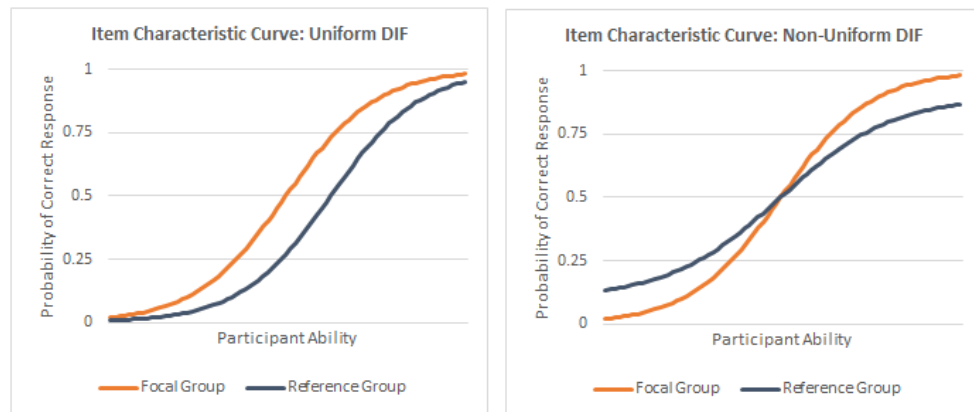 Item Characteristic Curve: Uniform DIF
Probability of Correct Response
1
0.75
0.5
0.25
0
Participant Ability
Focal Group
Reference Group
Item Characteristic Curve: Non-Uniform DIF
Probability of Correct Response
1
0.75
0.5
0.25
0
Participant Ability
Focal Group
Reference Group